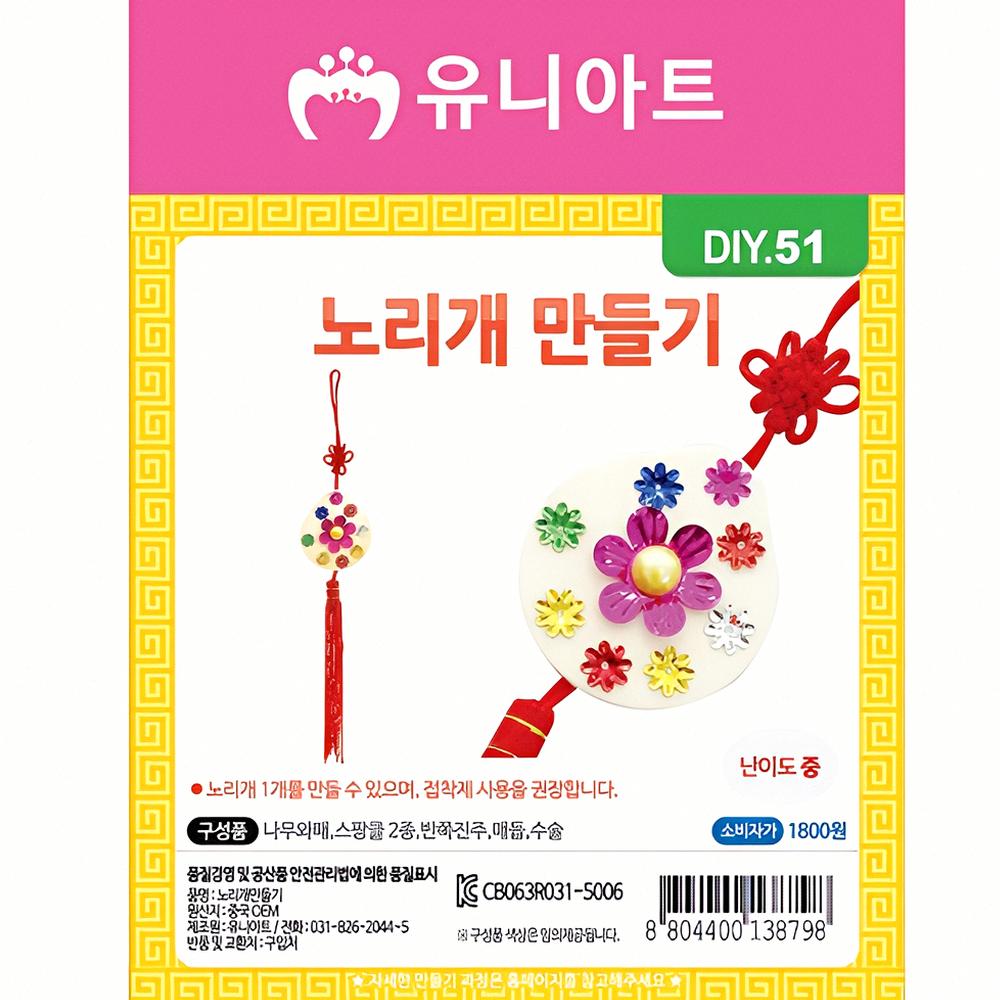 유니아트
DIY.51
노리개 만들기
난이도 중
● 노리개 1개를 만들 수 있으며, 접착제 사용을 권장합니다.
구성품 나무와패,스팡클 2종,반쪽진주,매듭,수술
소비자가 1800원
품질경영 및 공산품 안전관리법에 의한 품질표시
품명 : 노리개만들기
원산지 : 중국 OEM
제조원 : 유니아트 / 전화 : 031-826-2044~5
반품 및 교환처 : 구입처
CB063R031-5006
※ 구성품 색상은 임의제공됩니다.
8 804400 138798
★ 자세한 만들기 과정은 홈페이지를 참고해주세요 ★